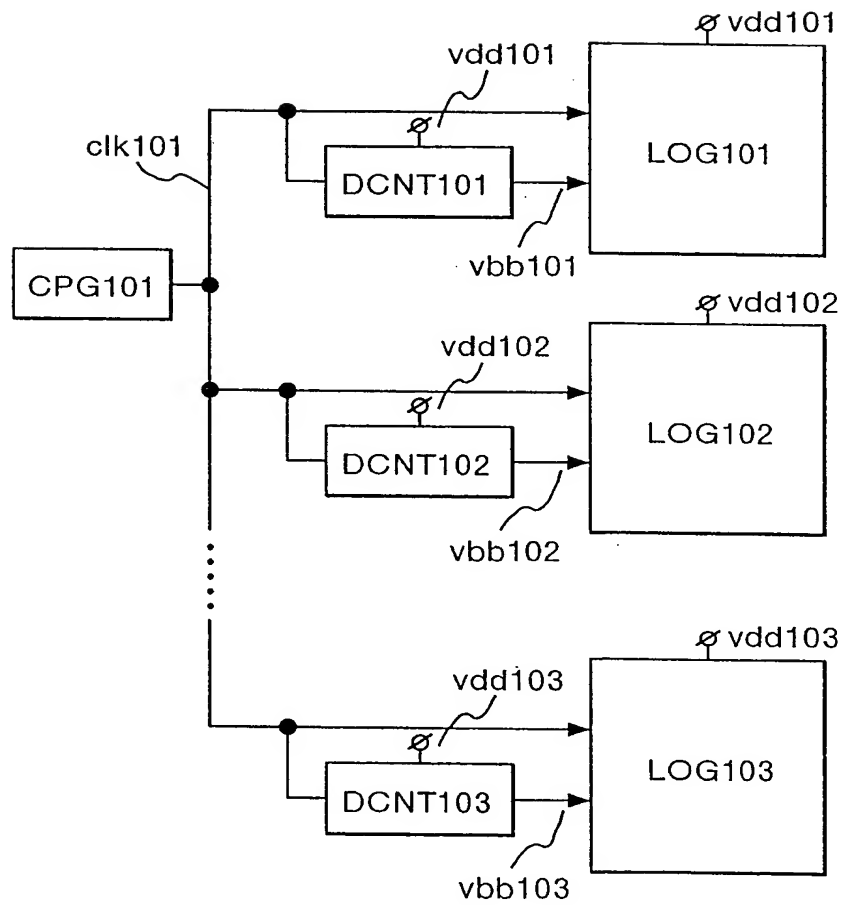 vdd101
vdd101
clk101
LOG101
DCNT101
CPG101
vbb101
vdd102
vdd102
LOG102
DCNT102
vbb102
vdd103
vdd103
LOG103
DCNT103
vbb103